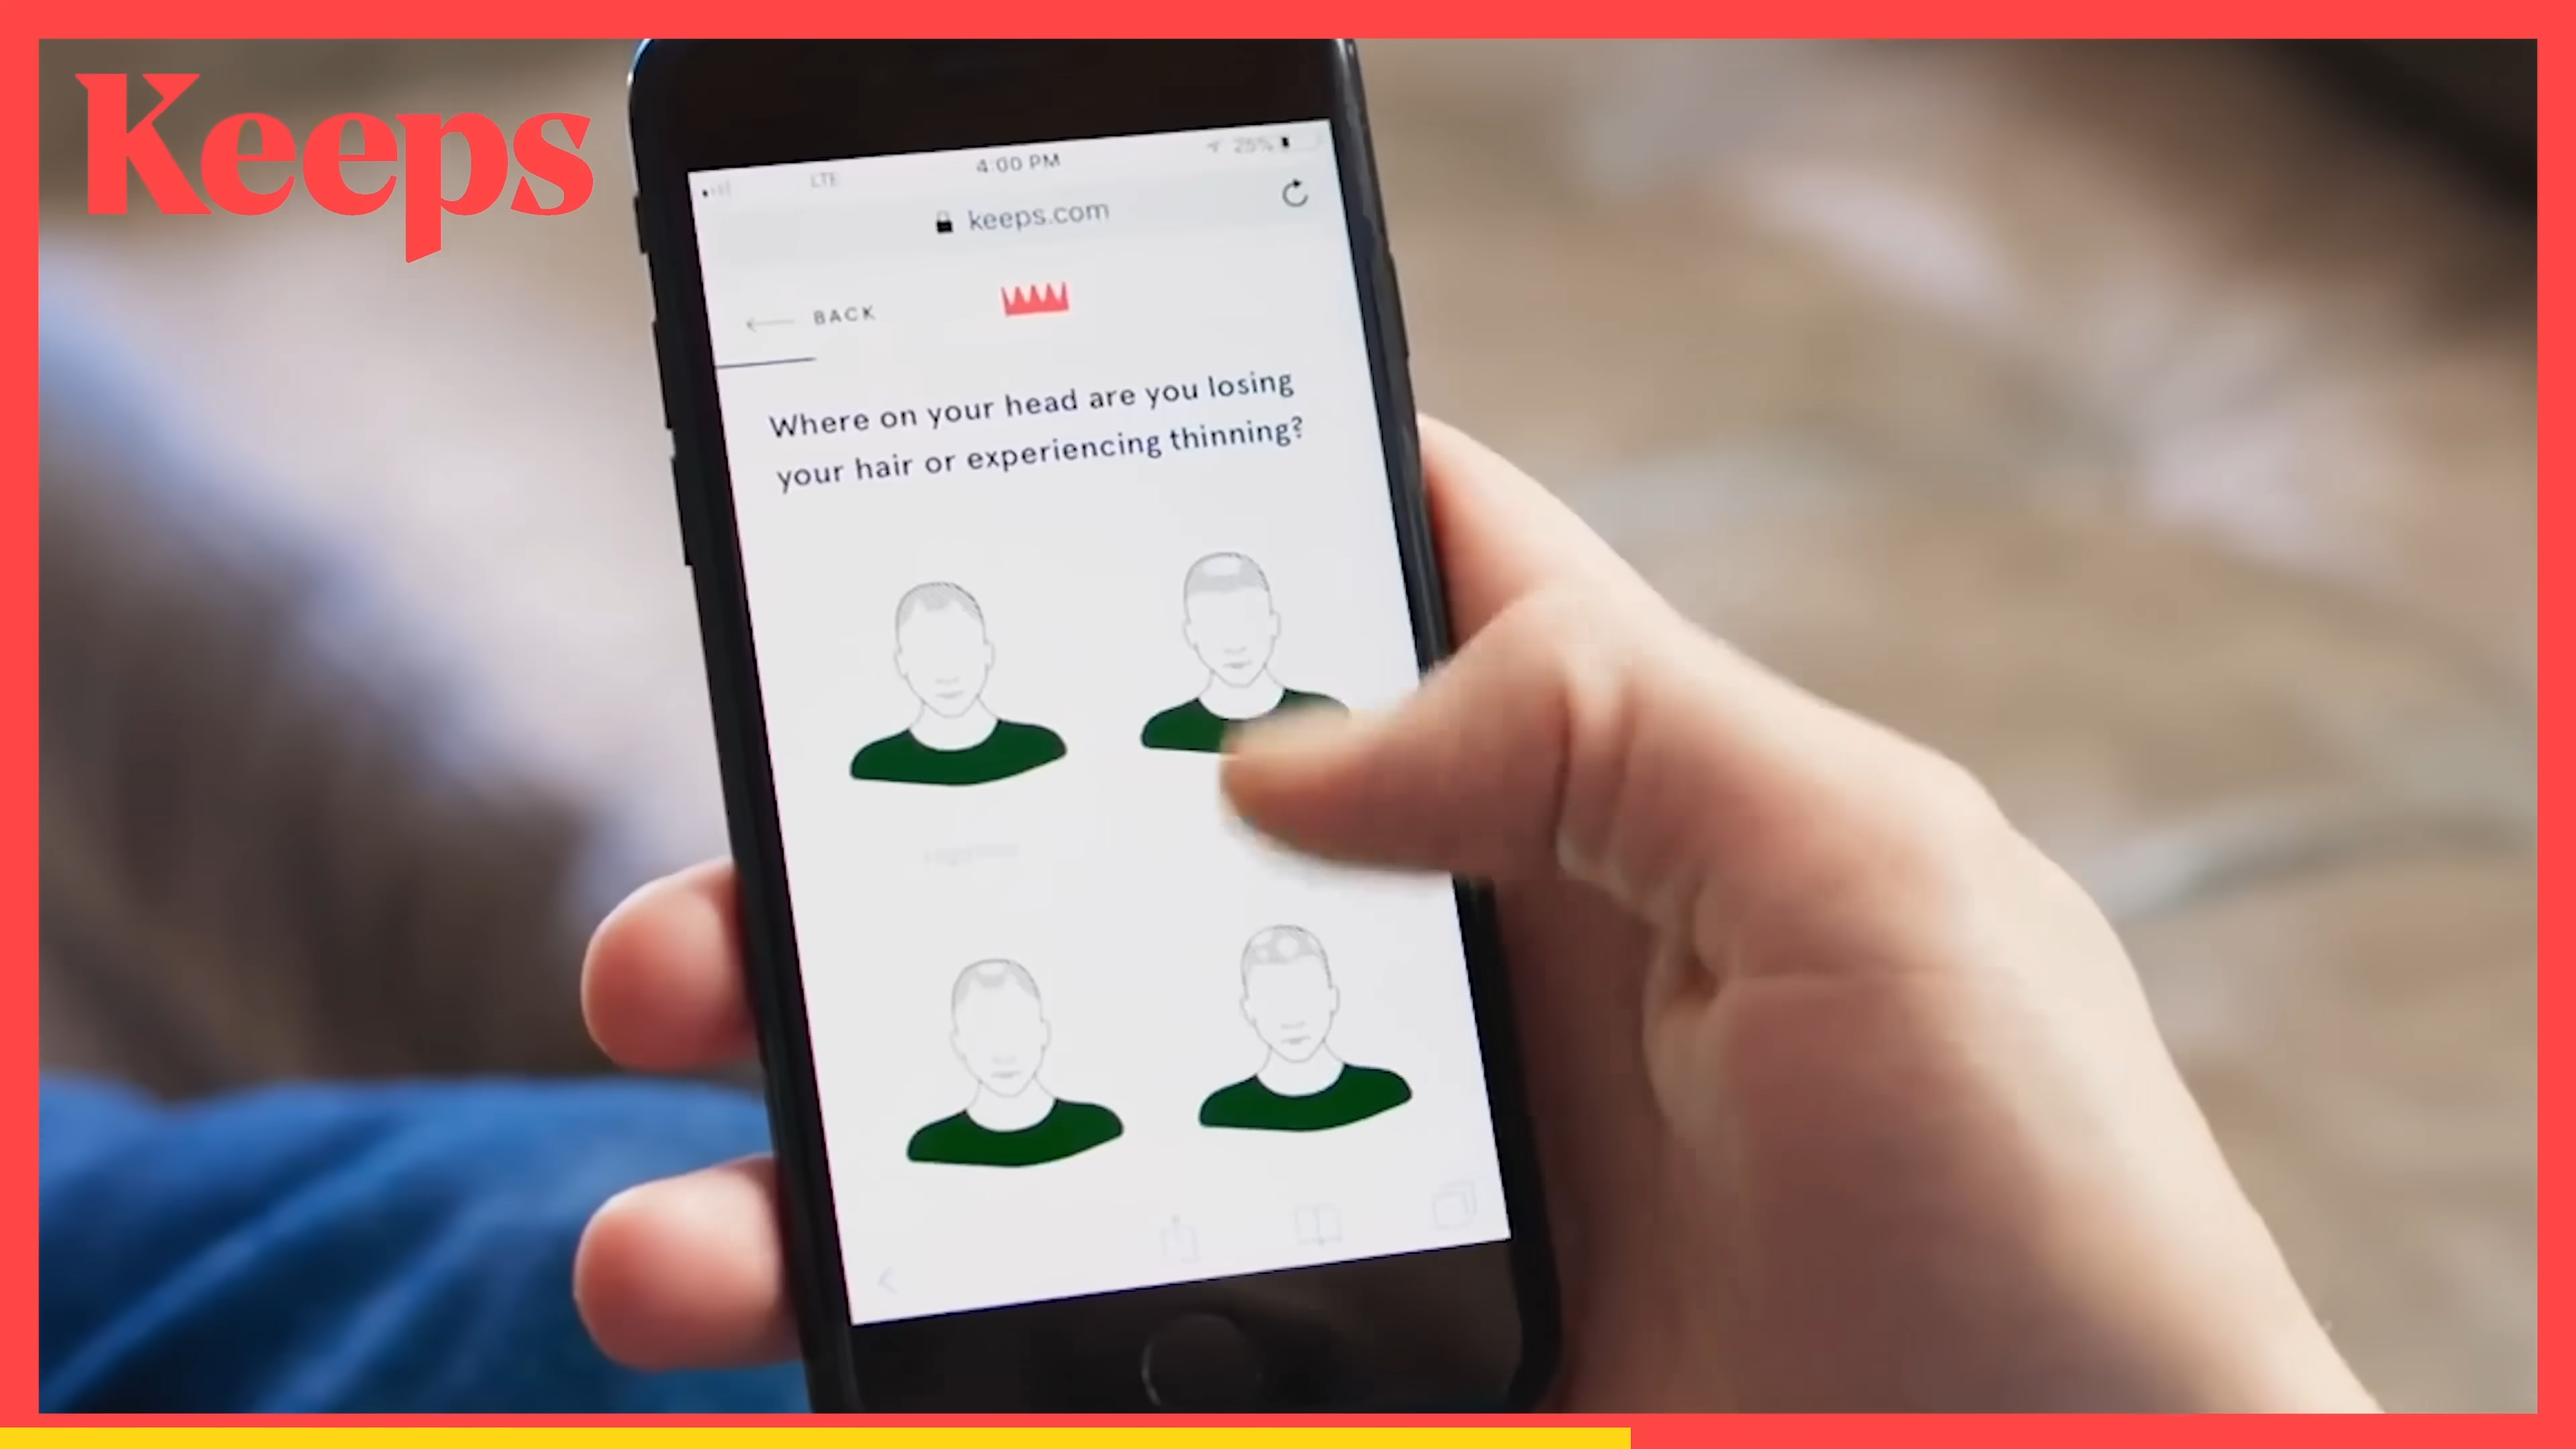 Keeps
LTE
4:00 PM
25%
keeps.com
BACK
Where on your head are you losing
your hair or experiencing thinning?